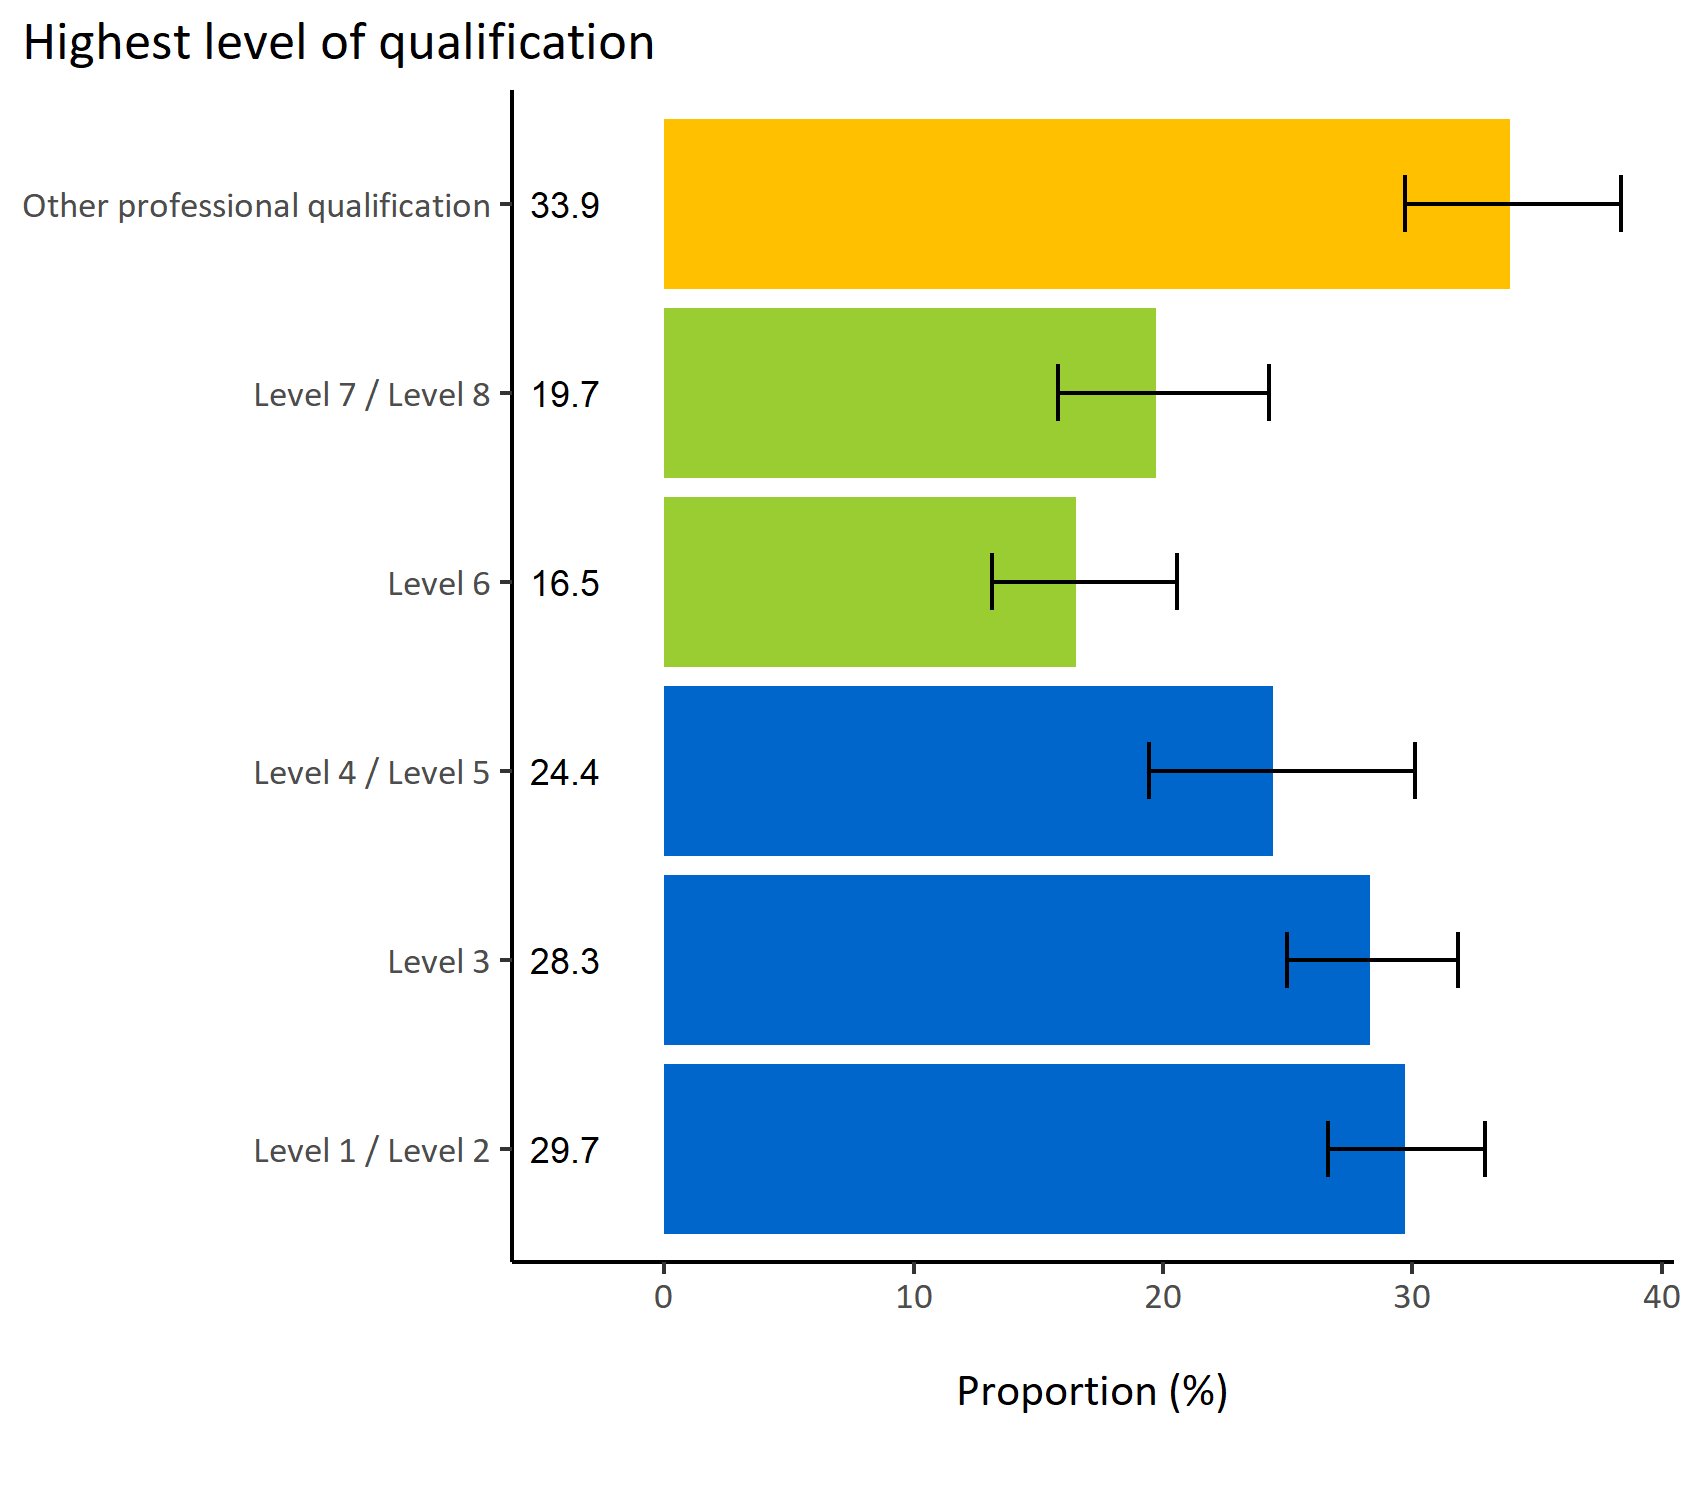 Highest level of qualification
Other professional qualification 33.9
Level 7 / Level 8 19.7
Level 6 16.5
Level 4 / Level 5 24.4
Level 3 28.3
Level 1 / Level 2 29.7
0 10 20 30 40
Proportion (%)